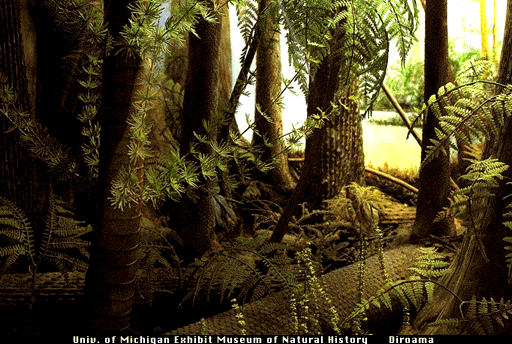 Univ. of Michigan Exhibit Museum of Natural History Diroama